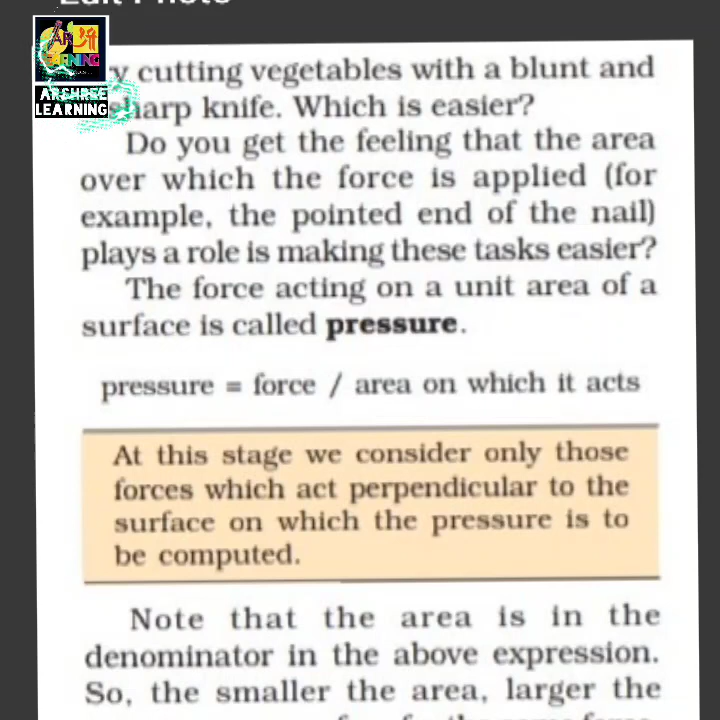 ARSHREE
LEARNING
y cutting vegetables with a blunt and
sharp knife. Which is easier?
Do you get the feeling that the area
over which the force is applied (for
example, the pointed end of the nail)
plays a role is making these tasks easier?
The force acting on a unit area of a
surface is called pressure.
pressure = force / area on which it acts
At this stage we consider only those
forces which act perpendicular to the
surface on which the pressure is to
be computed.
Note that the area is in the
denominator in the above expression.
So, the smaller the area, larger the